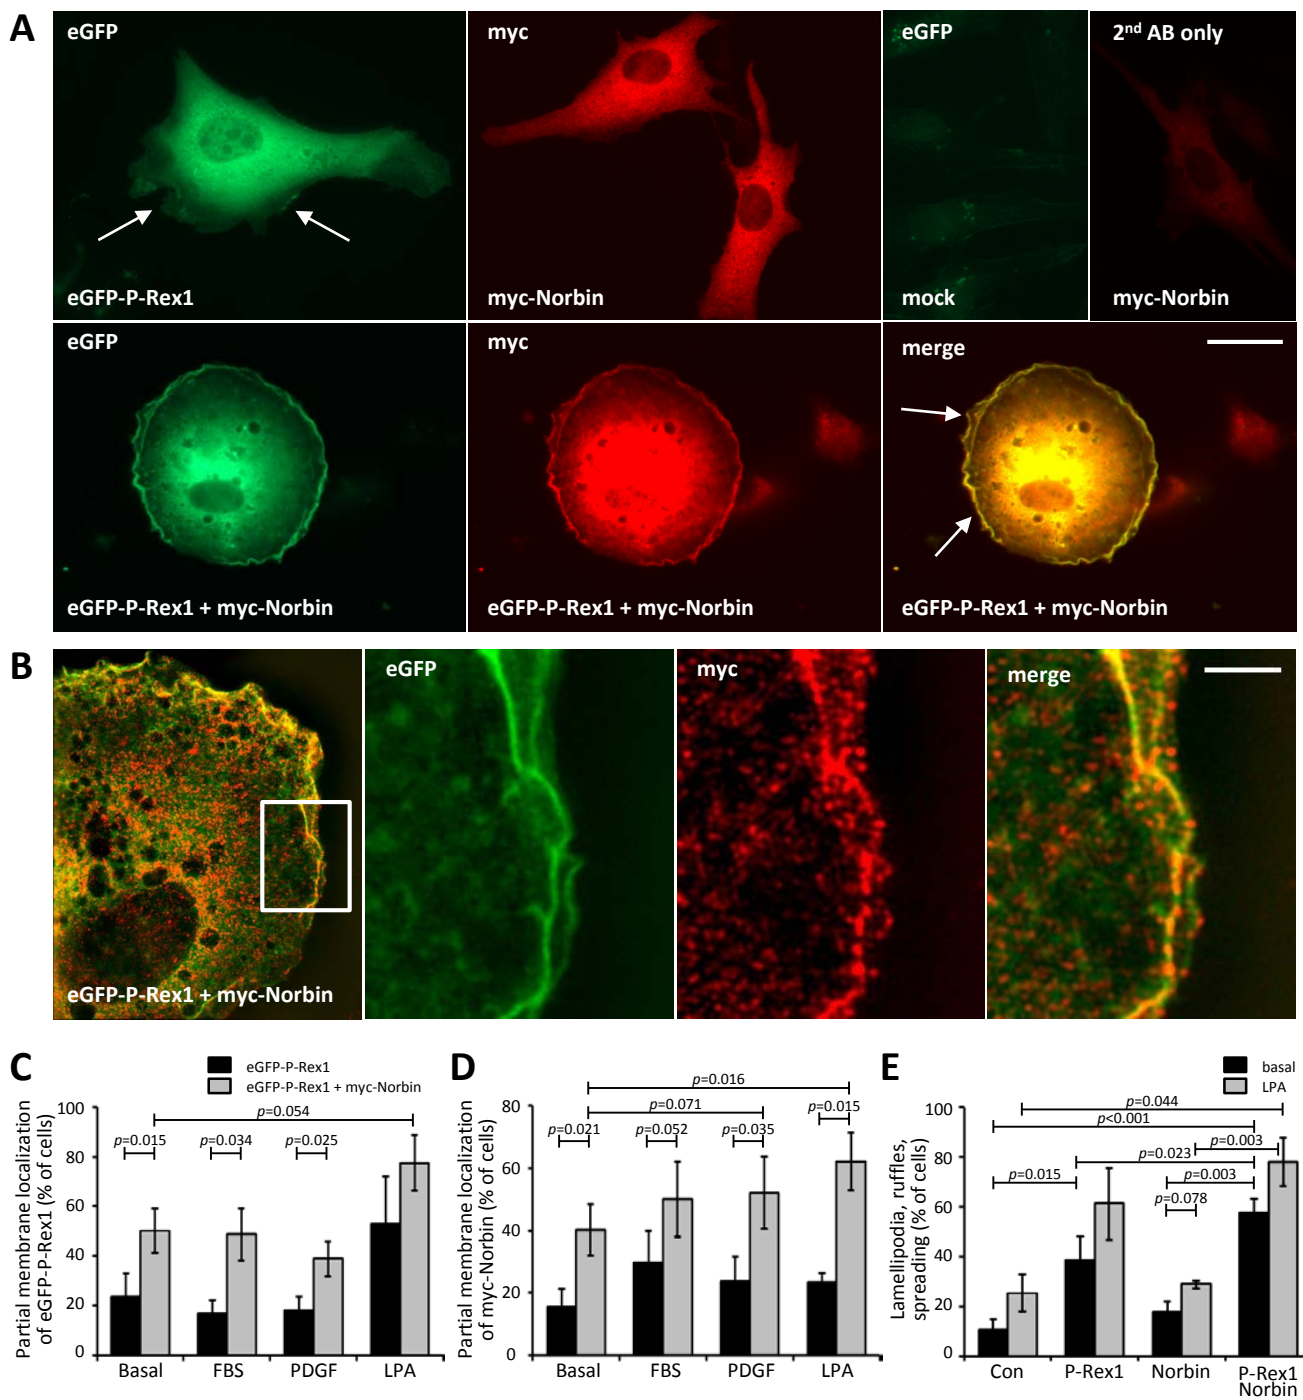 A
eGFP
eGFP-P-Rex1
myc
myc-Norbin
eGFP
mock
2nd AB only
myc-Norbin
eGFP
eGFP-P-Rex1 + myc-Norbin
myc
eGFP-P-Rex1 + myc-Norbin
merge
eGFP-P-Rex1 + myc-Norbin
B
eGFP-P-Rex1 + myc-Norbin
eGFP
myc
merge
C
eGFP-P-Rex1
eGFP-P-Rex1 + myc-Norbin
Partial membrane localization
of eGFP-P-Rex1 (% of cells)
100
80
60
40
20
0
p=0.054
p=0.015
p=0.034
p=0.025
Basal
FBS
PDGF
LPA
D
Partial membrane localization
of myc-Norbin (% of cells)
80
60
40
20
0
p=0.016
p=0.071
p=0.015
p=0.021
p=0.052
p=0.035
Basal
FBS
PDGF
LPA
E
basal
LPA
Lamellipodia, ruffles,
spreading (% of cells)
100
80
60
40
20
0
p=0.044
p<0.001
p=0.003
p=0.023
p=0.015
p=0.003
p=0.078
Con
P-Rex1
Norbin
P-Rex1
Norbin